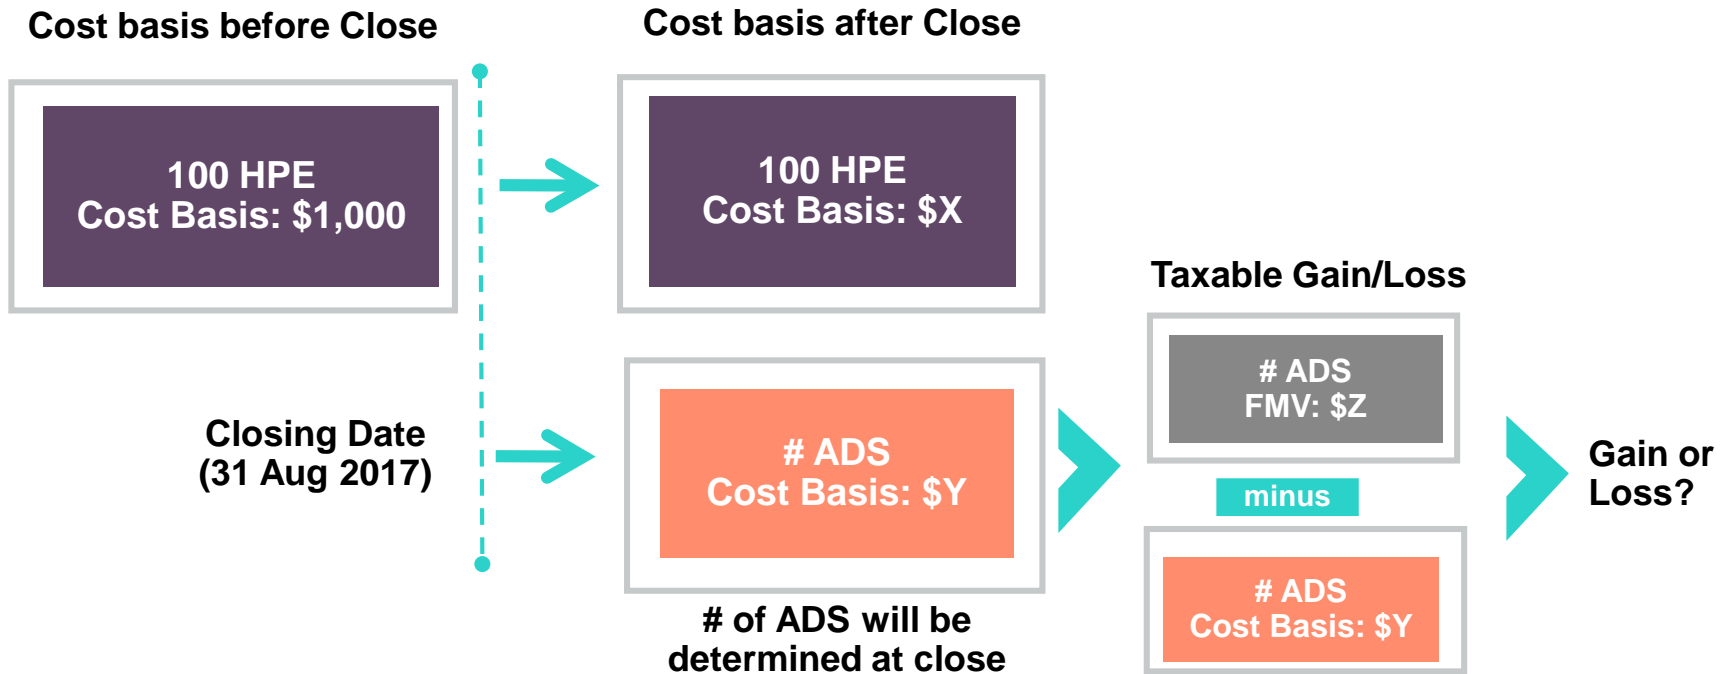 Cost basis before Close
Cost basis after Close
100 HPE
Cost Basis: $1,000
100 HPE
Cost Basis: $X
Closing Date
(31 Aug 2017)
# ADS
Cost Basis: $Y
# of ADS will be
determined at close
Taxable Gain/Loss
# ADS
FMV: $Z
minus
# ADS
Cost Basis: $Y
Gain or
Loss?